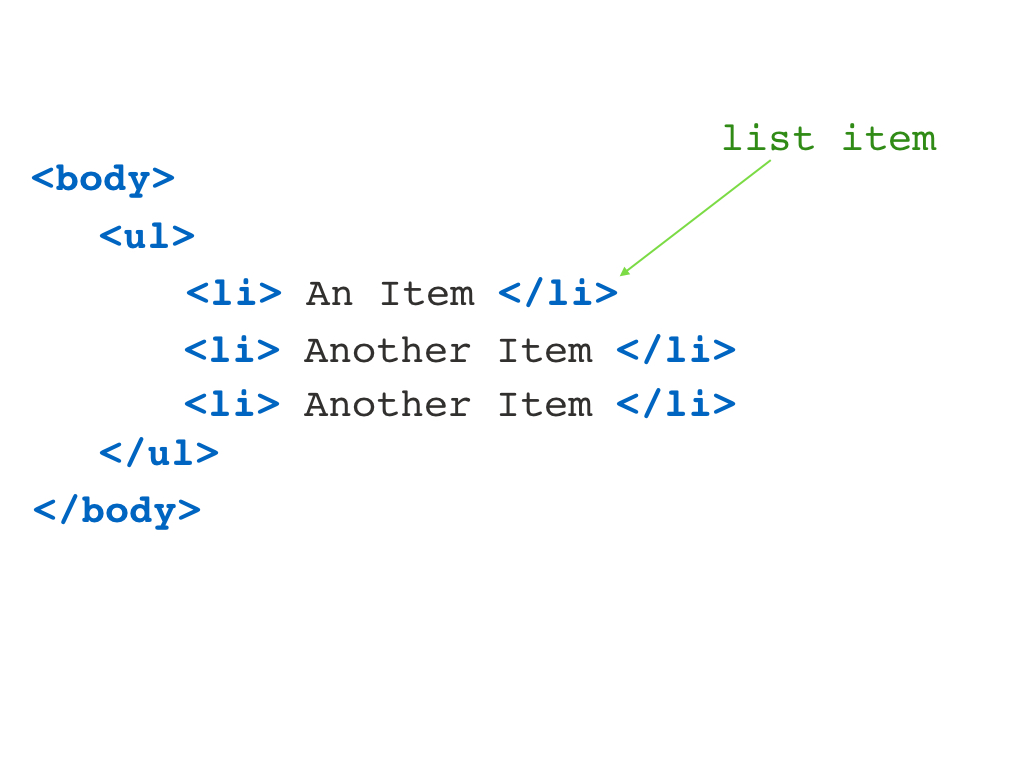 list item
<body>
<ul>
<li> An Item </li>
<li> Another Item </li>
<li> Another Item </li>
</ul>
</body>